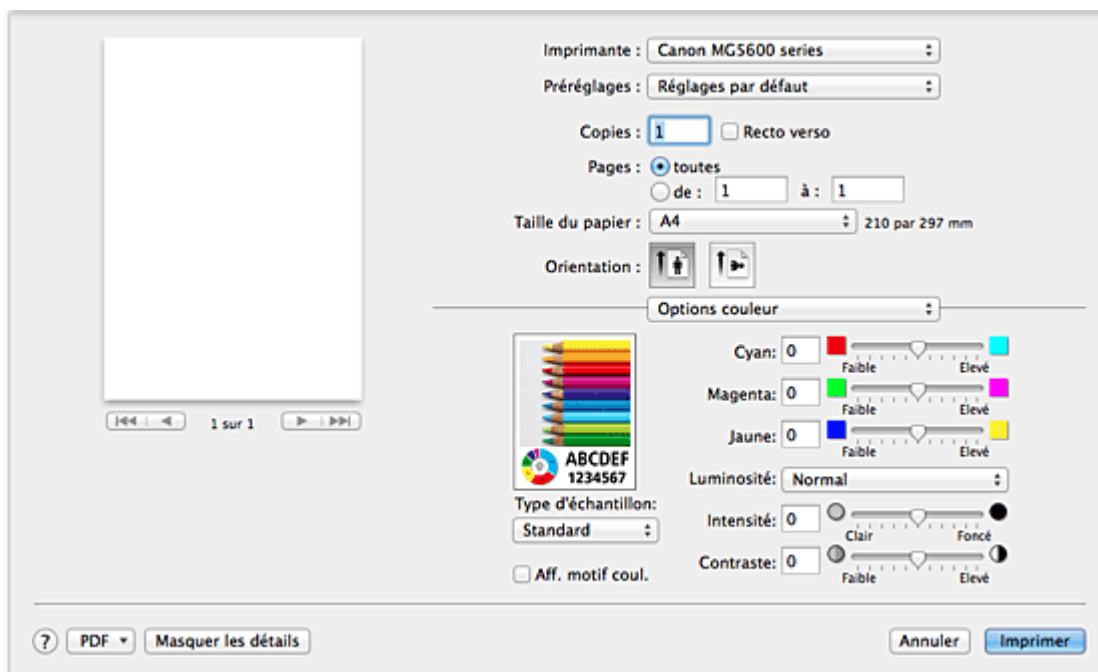 Imprimante : Canon MG5600 series
Préréglages : Réglages par défaut
Copies : 1 Recto verso
Pages : toutes
de : 1 à : 1
Taille du papier : A4 210 par 297 mm
Orientation :
Options couleur
Cyan: 0
Faible Elevé
Magenta: 0
Faible Elevé
Jaune: 0
Faible Elevé
ABCDEF
1234567
Luminosité: Normal
Type d'échantillon:
Standard
Intensité: 0
Clair Foncé
Contraste: 0
Faible Elevé
Aff. motif coul.
1 sur 1
? PDF Masquer les détails Annuler Imprimer